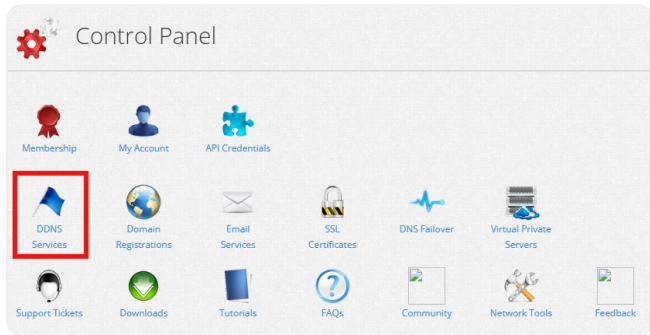 Control Panel
Membership
My Account
API Credentials
DDNS
Services
Domain
Registrations
Email
Services
SSL
Certificates
DNS Failover
Virtual Private
Servers
Support Tickets
Downloads
Tutorials
FAQs
Community
Network Tools
Feedback